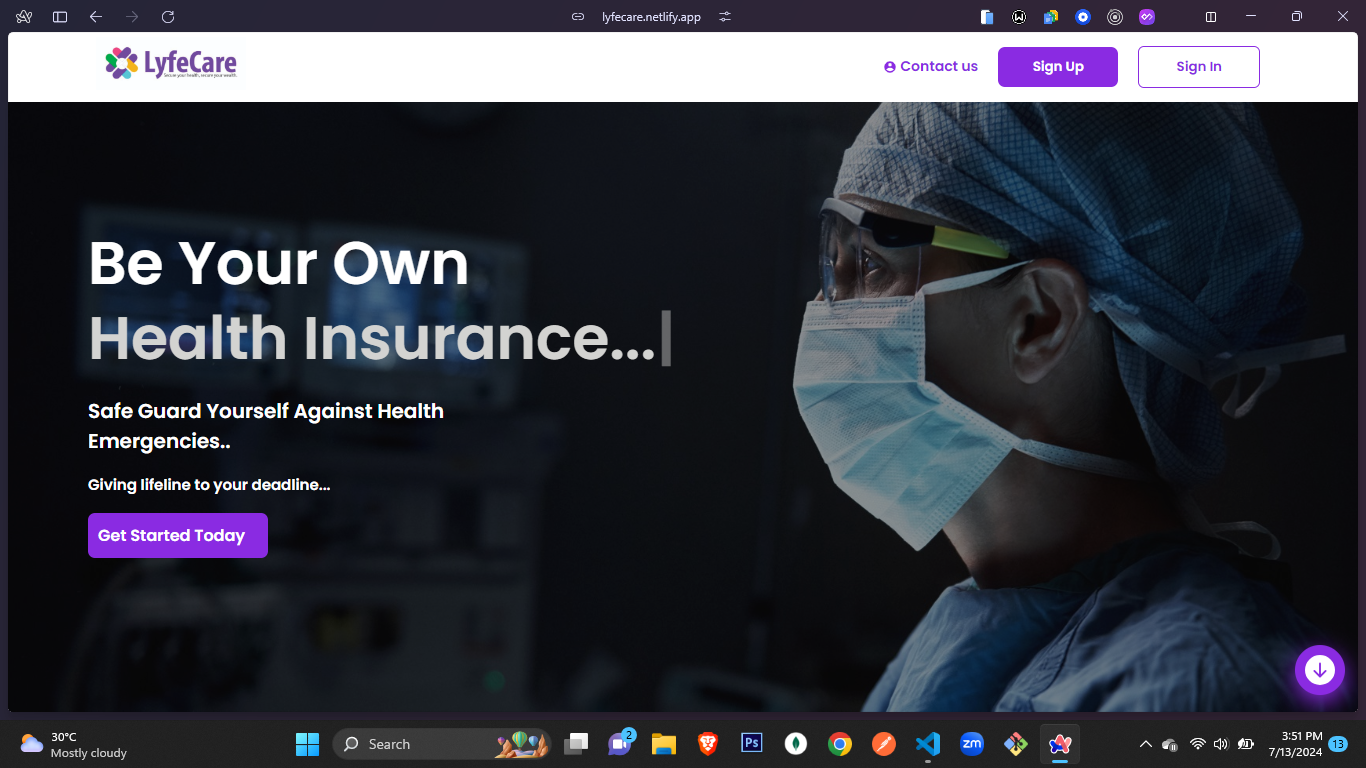 lyfecare.netlify.app
LyfeCare
Secure your health, secure your wealth.
Contact us
Sign Up
Sign In
Be Your Own
Health Insurance...
Safe Guard Yourself Against Health
Emergencies..
Giving lifeline to your deadline...
Get Started Today
30°C
Mostly cloudy
Search
2
Ps
zm
3:51 PM
7/13/2024
13